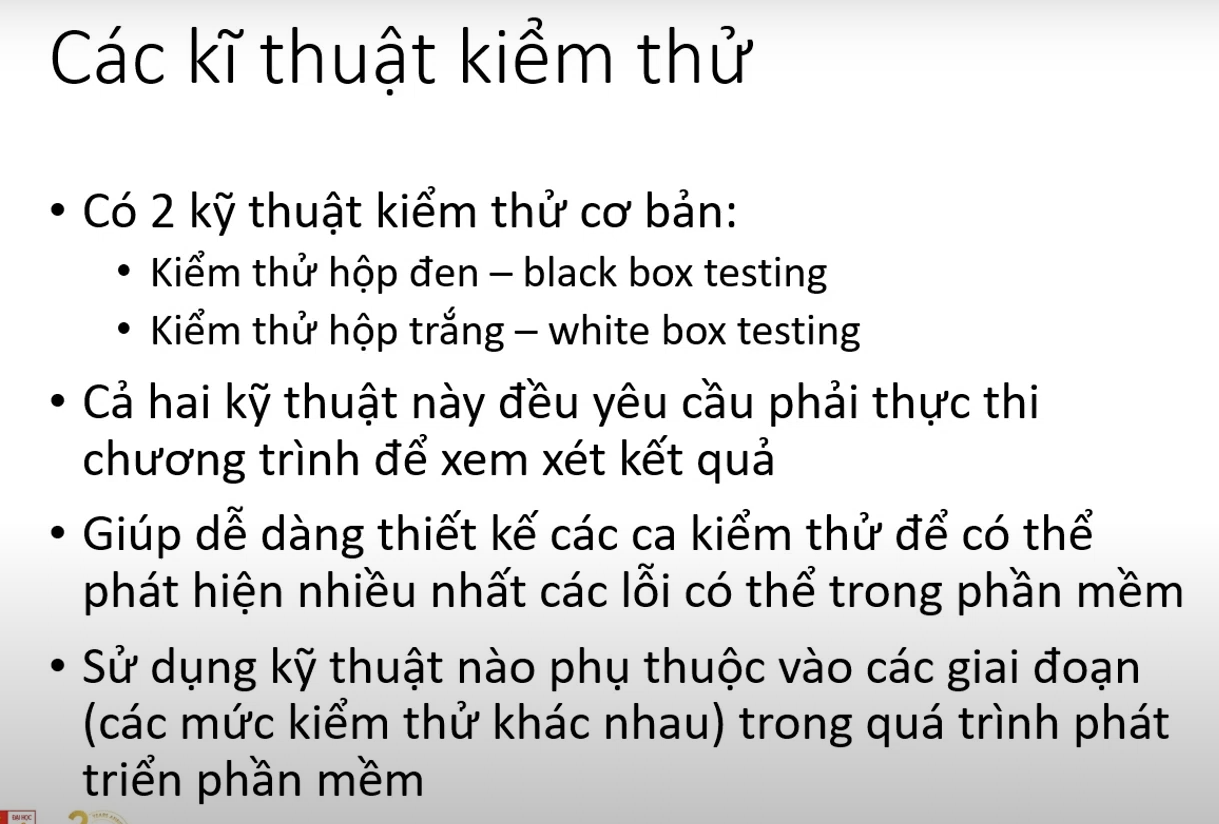 Các kĩ thuật kiểm thử
• Có 2 kỹ thuật kiểm thử cơ bản:
• Kiểm thử hộp đen – black box testing
• Kiểm thử hộp trắng – white box testing
• Cả hai kỹ thuật này đều yêu cầu phải thực thi
chương trình để xem xét kết quả
• Giúp dễ dàng thiết kế các ca kiểm thử để có thể
phát hiện nhiều nhất các lỗi có thể trong phần mềm
• Sử dụng kỹ thuật nào phụ thuộc vào các giai đoạn
(các mức kiểm thử khác nhau) trong quá trình phát
triển phần mềm
ĐẠI HỌC